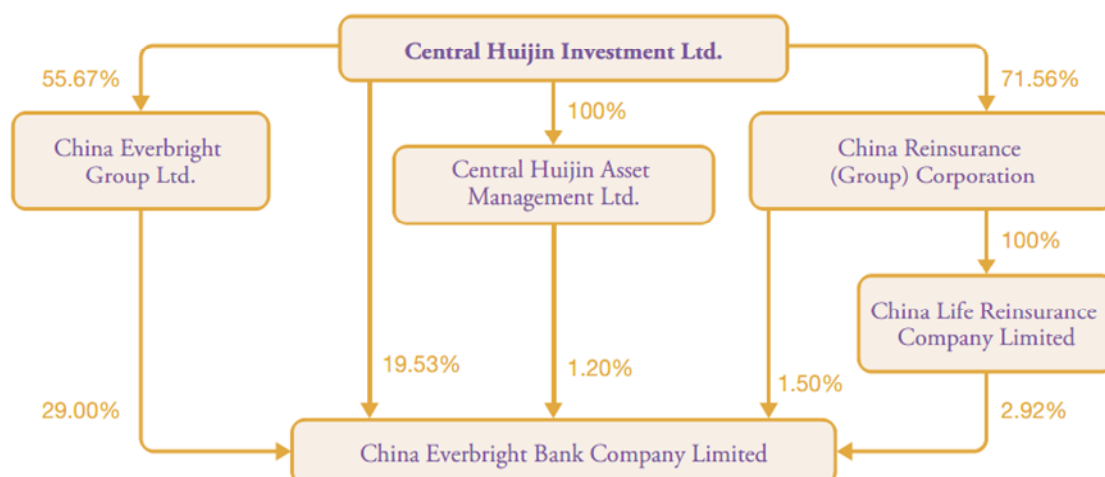 Central Huijin Investment Ltd.
55.67%
71.56%
100%
China Everbright
Group Ltd.
Central Huijin Asset
Management Ltd.
China Reinsurance
(Group) Corporation
100%
China Life Reinsurance
Company Limited
19.53%
1.20%
1.50%
29.00%
2.92%
China Everbright Bank Company Limited